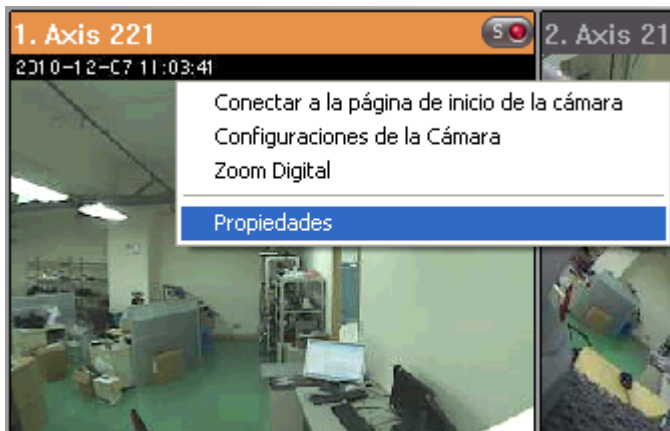 1. Axis 221
S
2. Axis 21
2010-12-07 11:03:41
Conectar a la página de inicio de la cámara
Configuraciones de la Cámara
Zoom Digital
Propiedades